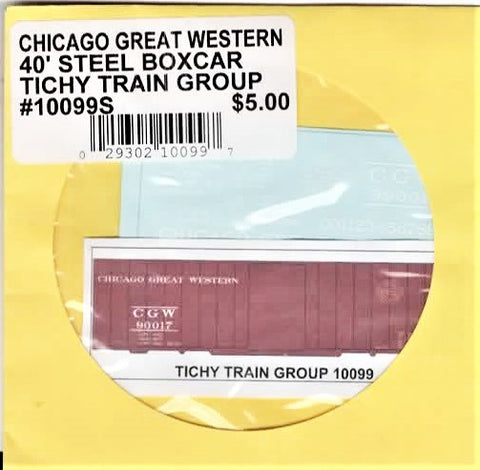 CHICAGO GREAT WESTERN
40' STEEL BOXCAR
TICHY TRAIN GROUP
#10099S $5.00
0 29302 10099 7
CGW
CHICAGO GREAT WESTERN
CGW
90017
TICHY TRAIN GROUP 10099